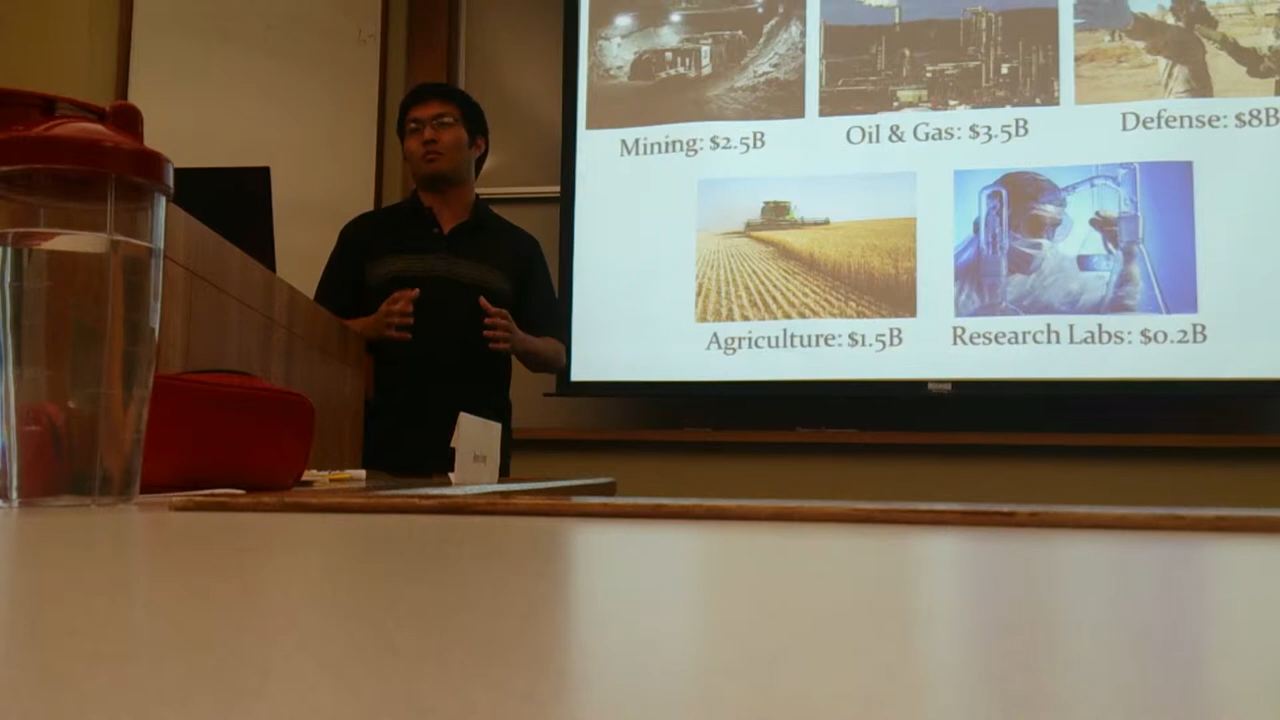 Mining: $2.5B
Oil & Gas: $3.5B
Defense: $8B
Agriculture: $1.5B
Research Labs: $0.2B